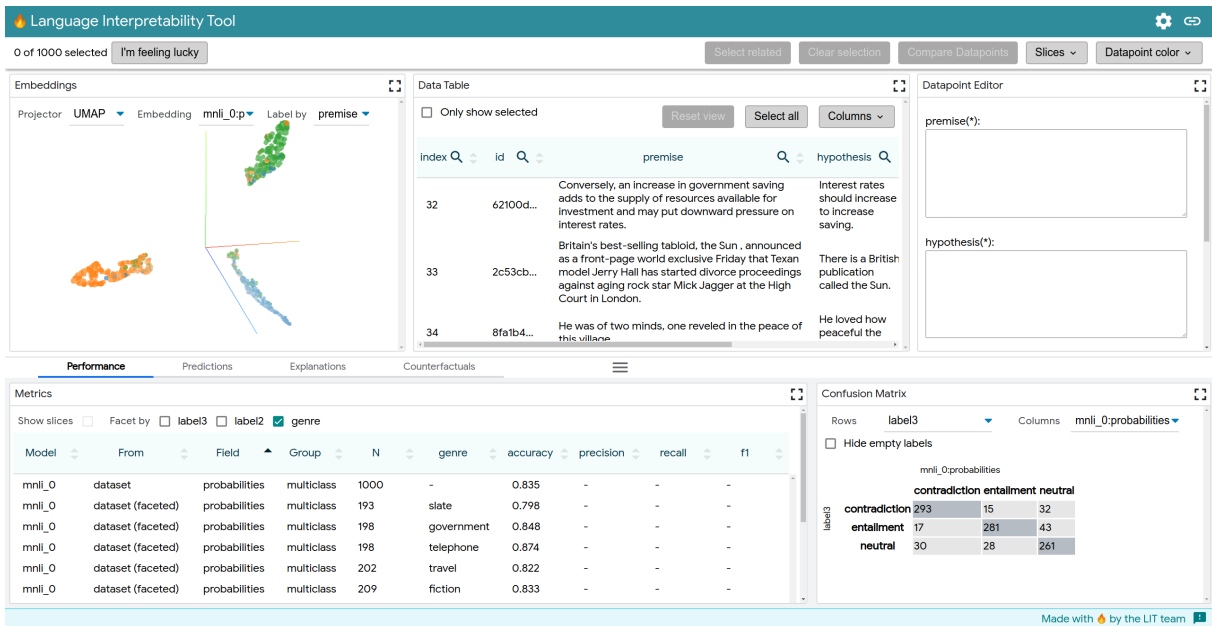 🔥 Language Interpretability Tool
0 of 1000 selected I'm feeling lucky Select related Clear selection Compare Datapoints Slices Datapoint color
Embeddings
Projector UMAP Embedding mnli_0:p Label by premise
Data Table
Only show selected Reset view Select all Columns
index id premise hypothesis
32 62100d...
Conversely, an increase in government saving
adds to the supply of resources available for
investment and may put downward pressure on
interest rates.
Interest rates
should increase
to increase
saving.
33 2c53cb...
Britain's best-selling tabloid, the Sun , announced
as a front-page world exclusive Friday that Texan
model Jerry Hall has started divorce proceedings
against aging rock star Mick Jagger at the High
Court in London.
There is a British
publication
called the Sun.
34 8fa1b4...
He was of two minds, one reveled in the peace of
this village.
He loved how
peaceful the
Datapoint Editor
premise(*):
hypothesis(*):
Performance Predictions Explanations Counterfactuals
Metrics
Show slices Facet by label3 label2 genre
Model From Field Group N genre accuracy precision recall f1
mnli_0 dataset probabilities multiclass 1000 - 0.835 - - -
mnli_0 dataset (faceted) probabilities multiclass 193 slate 0.798 - - -
mnli_0 dataset (faceted) probabilities multiclass 198 government 0.848 - - -
mnli_0 dataset (faceted) probabilities multiclass 198 telephone 0.874 - - -
mnli_0 dataset (faceted) probabilities multiclass 202 travel 0.822 - - -
mnli_0 dataset (faceted) probabilities multiclass 209 fiction 0.833 - - -
Confusion Matrix
Rows label3 Columns mnli_0:probabilities
Hide empty labels
mnli_0:probabilities
contradiction entailment neutral
label3
contradiction 293 15 32
entailment 17 281 43
neutral 30 28 261
Made with 🔥 by the LIT team